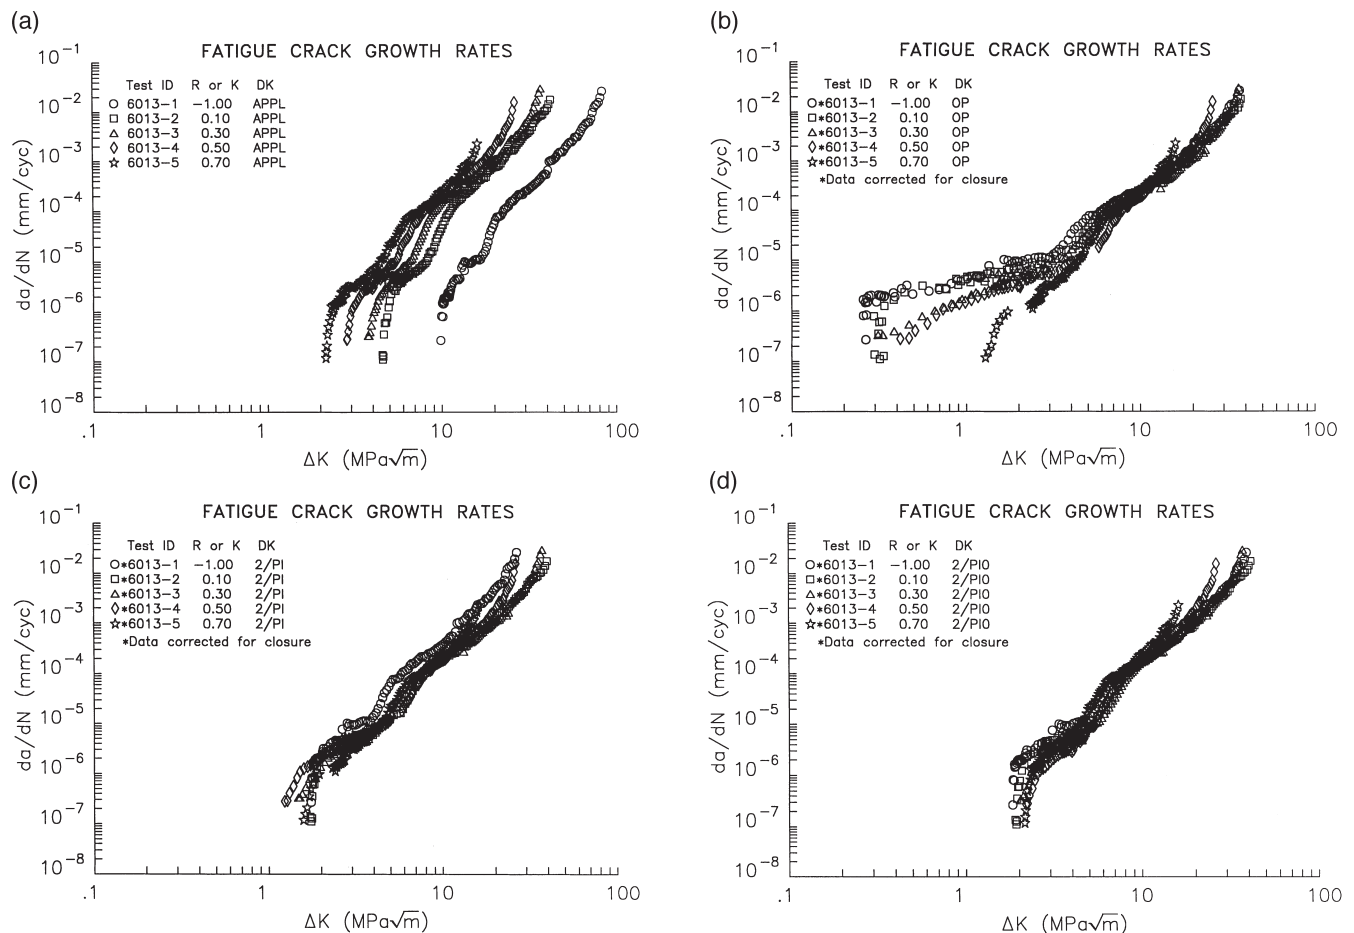 (a)
FATIGUE CRACK GROWTH RATES
Test ID R or K DK
○ 6013-1 -1.00 APPL
□ 6013-2 0.10 APPL
△ 6013-3 0.30 APPL
◇ 6013-4 0.50 APPL
☆ 6013-5 0.70 APPL
da/dN (mm/cyc)
10⁻¹
10⁻²
10⁻³
10⁻⁴
10⁻⁵
10⁻⁶
10⁻⁷
10⁻⁸
.1 1 10 100
ΔK (MPa√m)
(b)
FATIGUE CRACK GROWTH RATES
Test ID R or K DK
○*6013-1 -1.00 OP
□*6013-2 0.10 OP
△*6013-3 0.30 OP
◇*6013-4 0.50 OP
☆*6013-5 0.70 OP
*Data corrected for closure
da/dN (mm/cyc)
10⁻¹
10⁻²
10⁻³
10⁻⁴
10⁻⁵
10⁻⁶
10⁻⁷
10⁻⁸
.1 1 10 100
ΔK (MPa√m)
(c)
FATIGUE CRACK GROWTH RATES
Test ID R or K DK
○*6013-1 -1.00 2/PI
□*6013-2 0.10 2/PI
△*6013-3 0.30 2/PI
◇*6013-4 0.50 2/PI
☆*6013-5 0.70 2/PI
*Data corrected for closure
da/dN (mm/cyc)
10⁻¹
10⁻²
10⁻³
10⁻⁴
10⁻⁵
10⁻⁶
10⁻⁷
10⁻⁸
.1 1 10 100
ΔK (MPa√m)
(d)
FATIGUE CRACK GROWTH RATES
Test ID R or K DK
○*6013-1 -1.00 2/PI0
□*6013-2 0.10 2/PI0
△*6013-3 0.30 2/PI0
◇*6013-4 0.50 2/PI0
☆*6013-5 0.70 2/PI0
*Data corrected for closure
da/dN (mm/cyc)
10⁻¹
10⁻²
10⁻³
10⁻⁴
10⁻⁵
10⁻⁶
10⁻⁷
10⁻⁸
.1 1 10 100
ΔK (MPa√m)